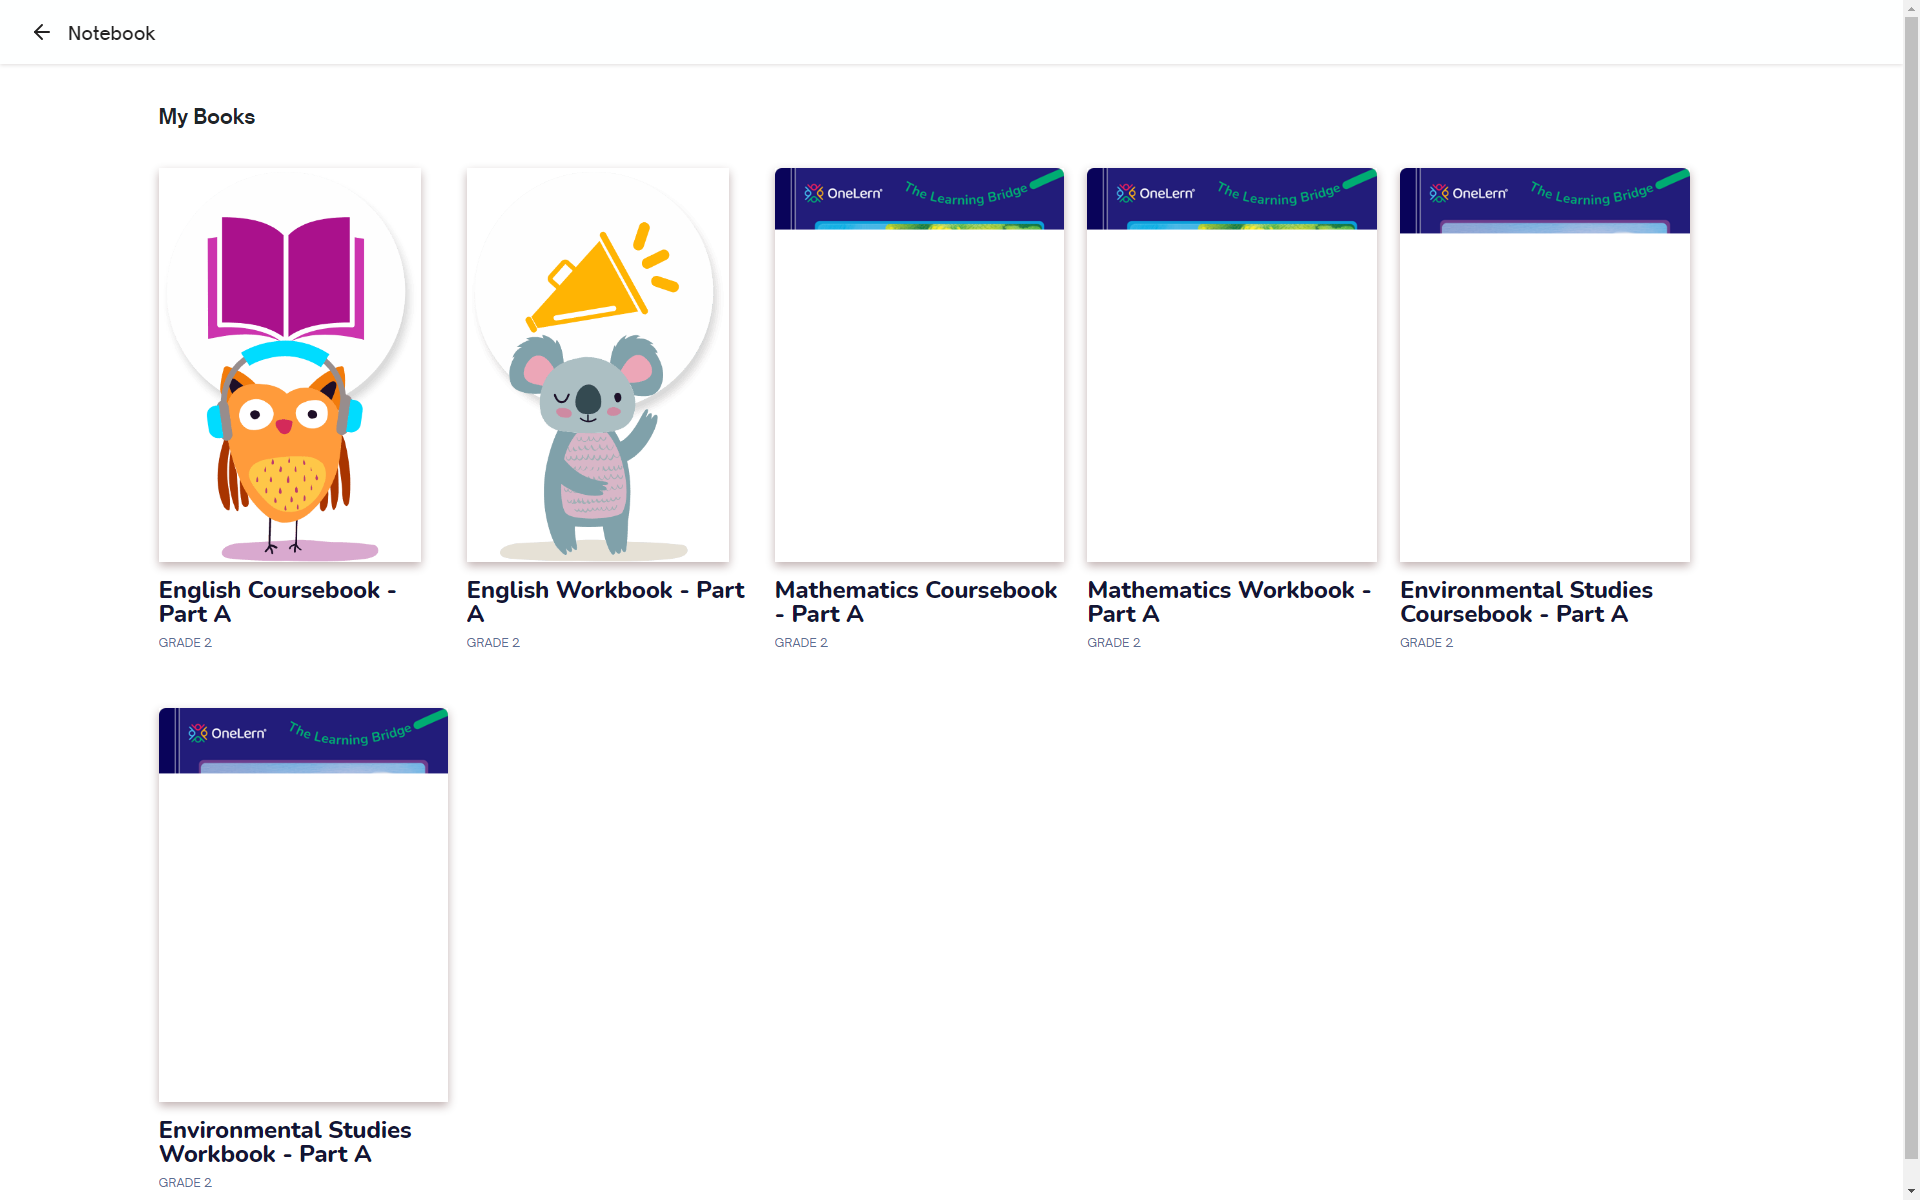 Notebook
My Books
OneLern
The Learning Bridge
OneLern
The Learning Bridge
OneLern
The Learning Bridge
English Coursebook -
Part A
GRADE 2
English Workbook - Part
A
GRADE 2
Mathematics Coursebook
- Part A
GRADE 2
Mathematics Workbook -
Part A
GRADE 2
Environmental Studies
Coursebook - Part A
GRADE 2
OneLern
The Learning Bridge
Environmental Studies
Workbook - Part A
GRADE 2